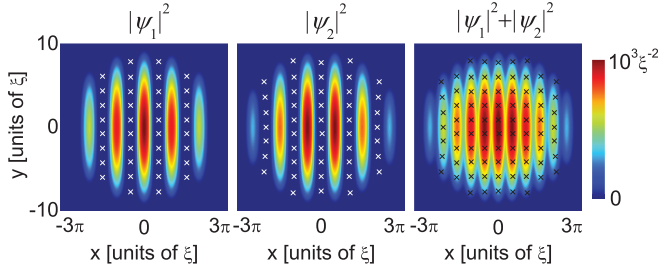 |ψ₁|² |ψ₂|² |ψ₁|²+|ψ₂|²
10
0
-10
y [units of ξ]
10³ξ⁻²
0
-3π 0 3π -3π 0 3π -3π 0 3π
x [units of ξ] x [units of ξ] x [units of ξ]